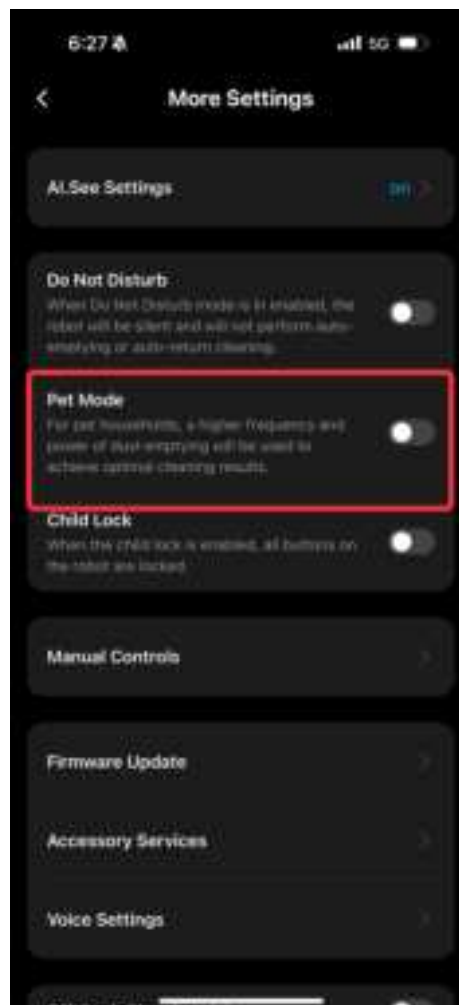 6:27
5G
More Settings
AI.See Settings
on
Do Not Disturb
When Do Not Disturb mode is in enabled, the
robot will be silent and will not perform auto-
emptying or auto-return cleaning.
Pet Mode
For pet households, a higher frequency and
power of dust-emptying will be used to
achieve optimal cleaning results.
Child Lock
When the child lock is enabled, all buttons on
the robot are locked
Manual Controls
Firmware Update
Accessory Services
Voice Settings